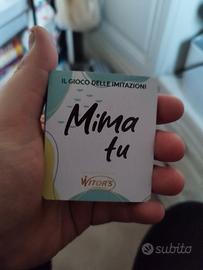 IL GIOCO DELLE IMITAZIONI
Mima
tu
WITOR'S
subito